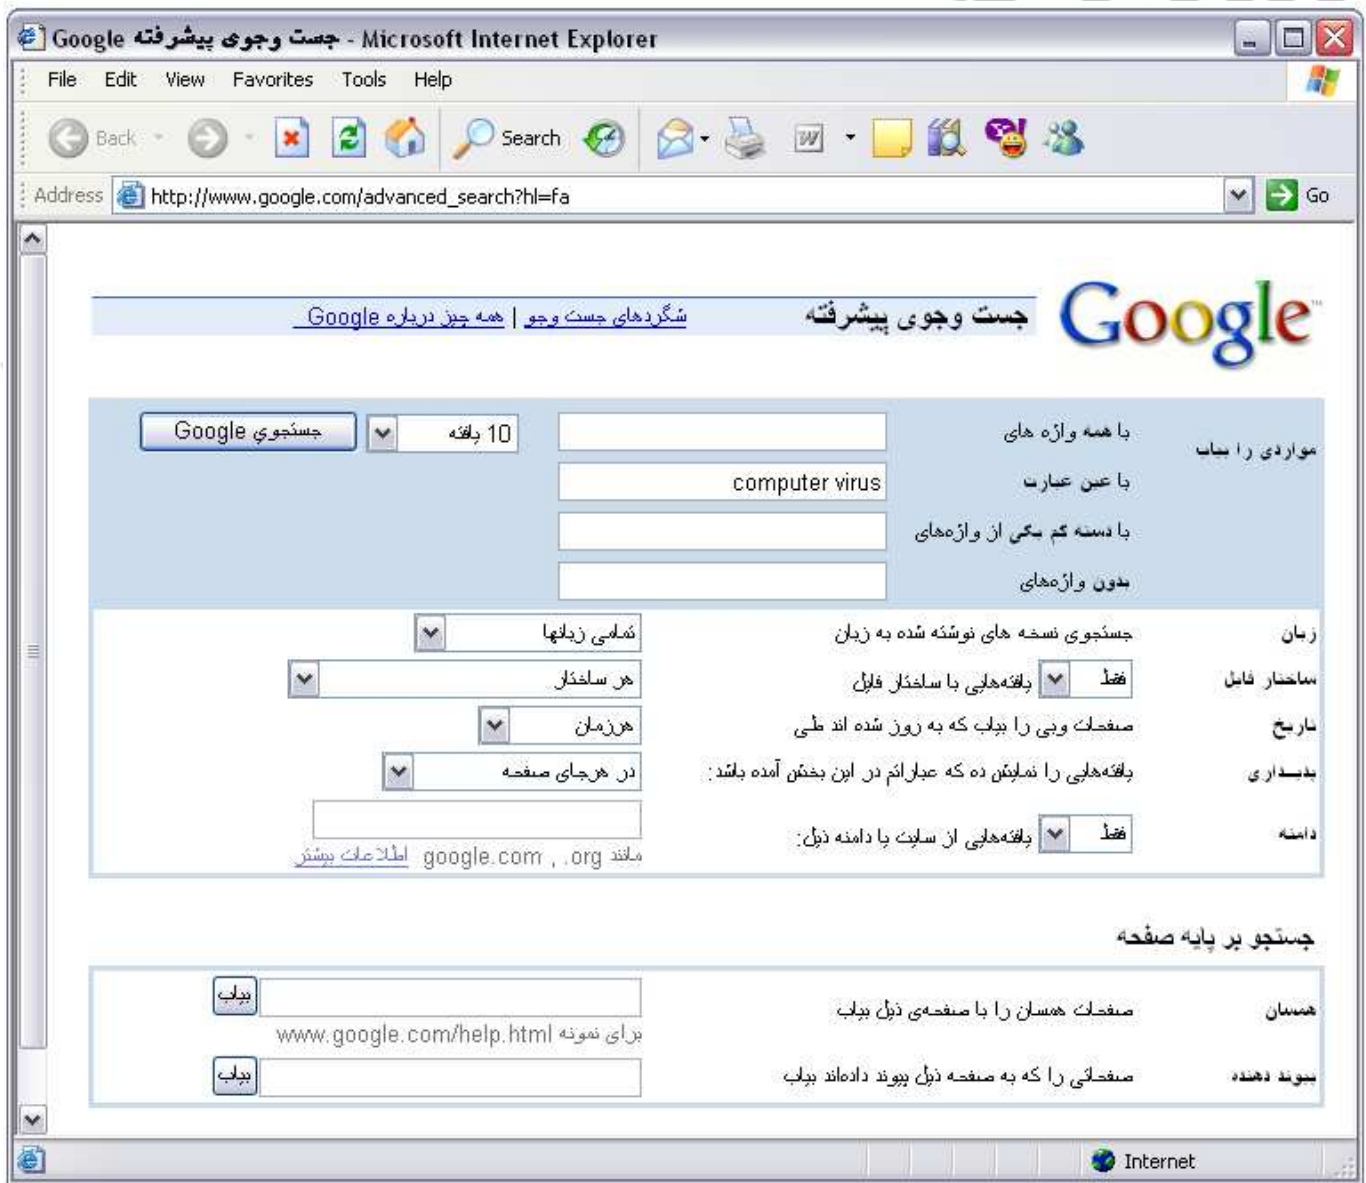 Google جست وجوی پیشرفته - Microsoft Internet Explorer
File Edit View Favorites Tools Help
Back Search
Address http://www.google.com/advanced_search?hl=fa Go
Google™ جست وجوی پیشرفته شگردهای جست وجو | همه چیز درباره Google
مواردی را بیاب
با همه واژه های 10 یافته جستجوي Google
با عین عبارت computer virus
با دسته کم یکی از واژه‌های
بدون واژه‌های
زبان جستجوی نسخه های نوشته شده به زبان تمامی زبانها
ساختار فایل فقط یافته‌هایی با ساختار فایل هر ساختار
تاریخ صفحات وبی را بیاب که به روز شده اند طی هرزمان
پدیداری یافته‌هایی را نمایش ده که عباراتم در این بخش آمده باشد: در هرجای صفحه
دامنه فقط یافته‌هایی از سایت یا دامنه ذیل:
مانند google.com , .org اطلاعات بیشتر
جستجو بر پایه صفحه
همسان صفحات همسان را با صفحه‌ی ذیل بیاب بیاب
برای نمونه www.google.com/help.html
پیوند دهنده صفحاتی را که به صفحه ذیل پیوند داده‌اند بیاب بیاب
Internet